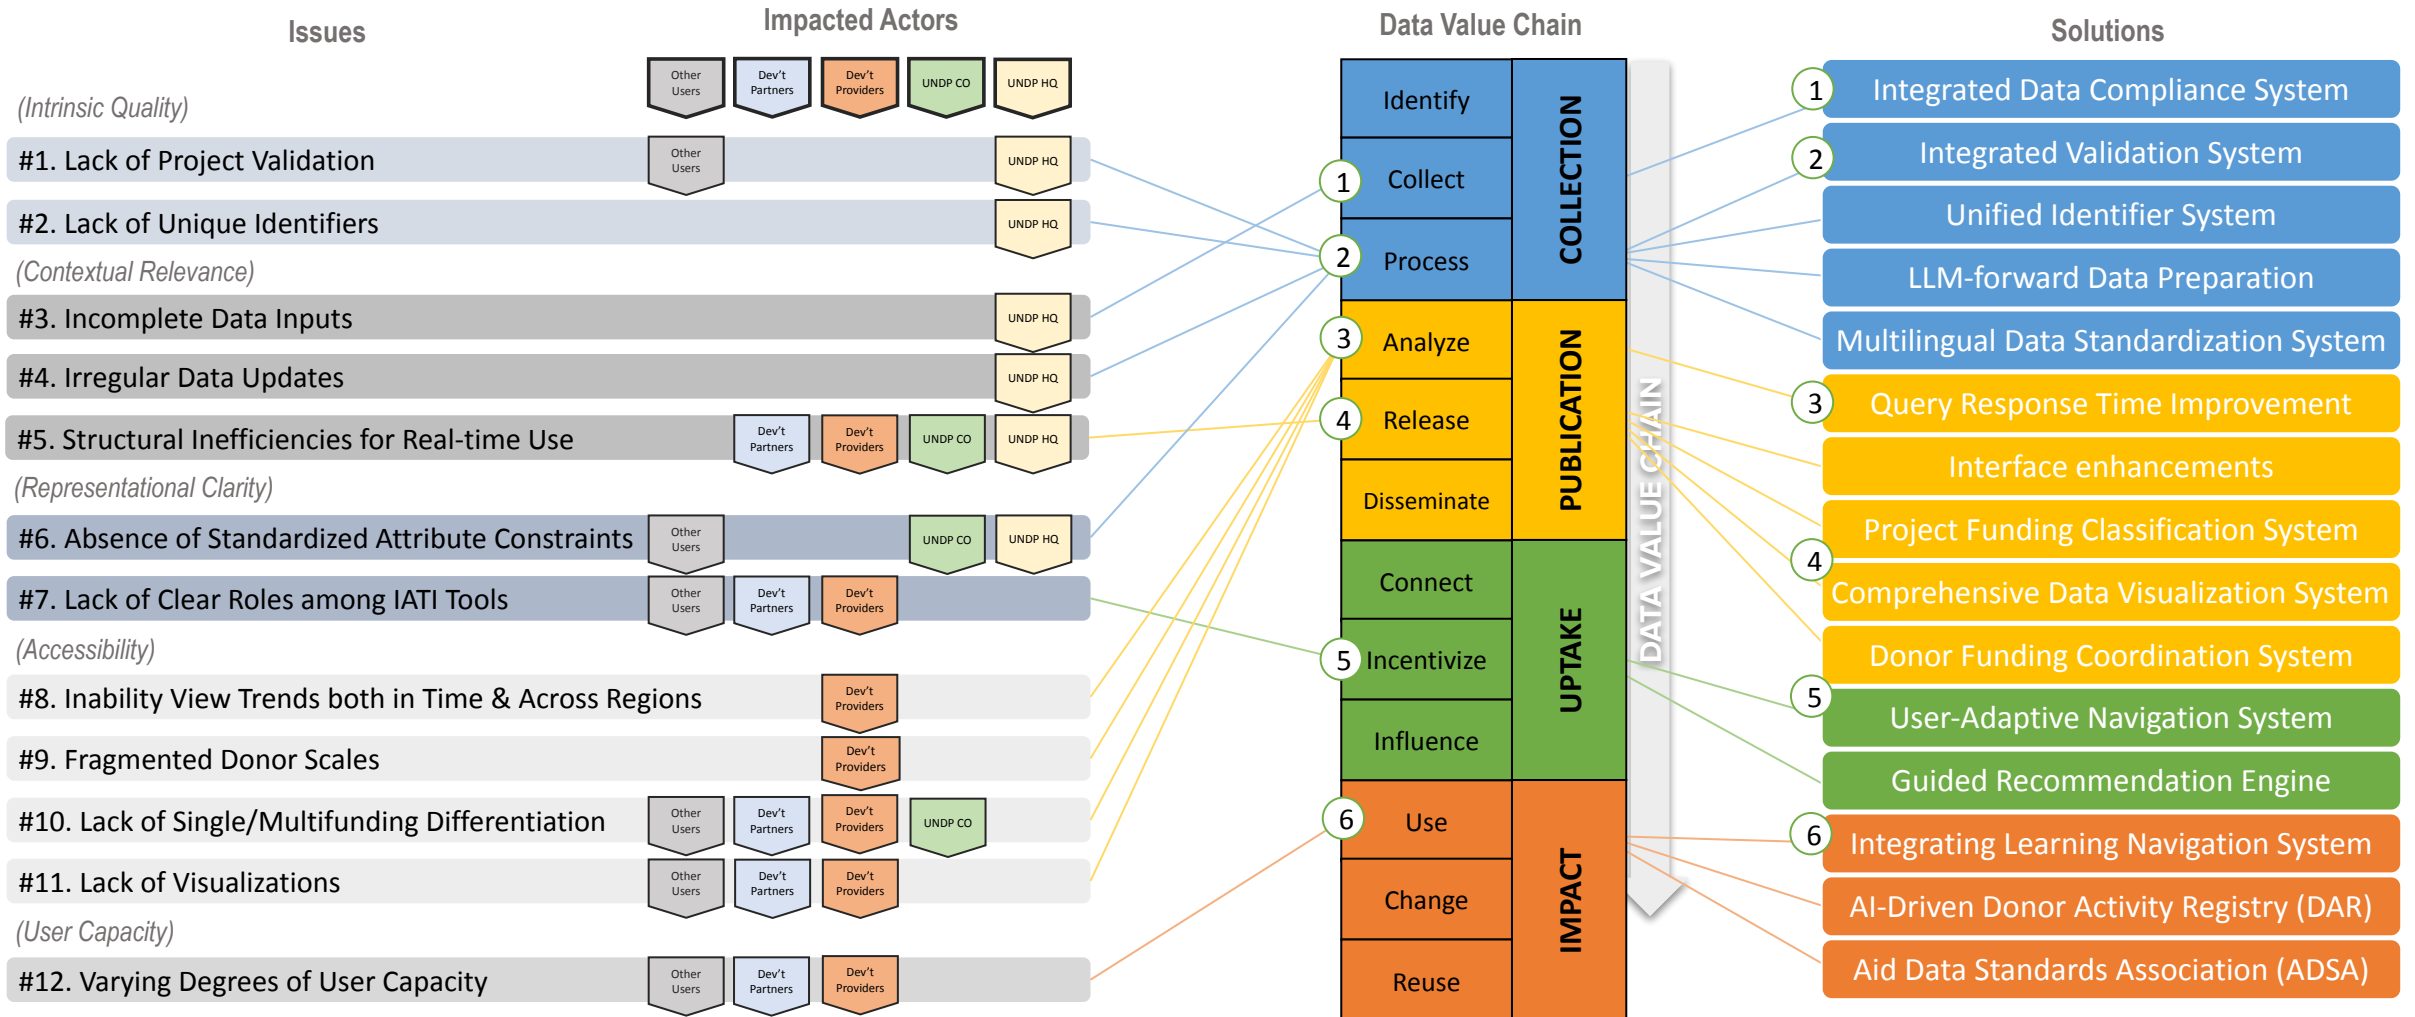 Issues
Impacted Actors
Data Value Chain
Solutions
Other
Users
Dev't
Partners
Dev't
Providers
UNDP CO
UNDP HQ
(Intrinsic Quality)
#1. Lack of Project Validation
Other
Users
UNDP HQ
#2. Lack of Unique Identifiers
UNDP HQ
(Contextual Relevance)
#3. Incomplete Data Inputs
UNDP HQ
#4. Irregular Data Updates
UNDP HQ
#5. Structural Inefficiencies for Real-time Use
Dev't
Partners
Dev't
Providers
UNDP CO
UNDP HQ
(Representational Clarity)
#6. Absence of Standardized Attribute Constraints
Other
Users
UNDP CO
UNDP HQ
#7. Lack of Clear Roles among IATI Tools
Other
Users
Dev't
Partners
Dev't
Providers
(Accessibility)
#8. Inability View Trends both in Time & Across Regions
Dev't
Providers
#9. Fragmented Donor Scales
Dev't
Providers
#10. Lack of Single/Multifunding Differentiation
Other
Users
Dev't
Partners
Dev't
Providers
UNDP CO
#11. Lack of Visualizations
Other
Users
Dev't
Partners
Dev't
Providers
(User Capacity)
#12. Varying Degrees of User Capacity
Other
Users
Dev't
Partners
Dev't
Providers
Identify
1
Collect
2
Process
COLLECTION
3
Analyze
4
Release
Disseminate
PUBLICATION
Connect
5
Incentivize
Influence
UPTAKE
6
Use
Change
Reuse
IMPACT
DATA VALUE CHAIN
1
Integrated Data Compliance System
2
Integrated Validation System
Unified Identifier System
LLM-forward Data Preparation
Multilingual Data Standardization System
3
Query Response Time Improvement
Interface enhancements
Project Funding Classification System
4
Comprehensive Data Visualization System
Donor Funding Coordination System
5
User-Adaptive Navigation System
Guided Recommendation Engine
6
Integrating Learning Navigation System
AI-Driven Donor Activity Registry (DAR)
Aid Data Standards Association (ADSA)